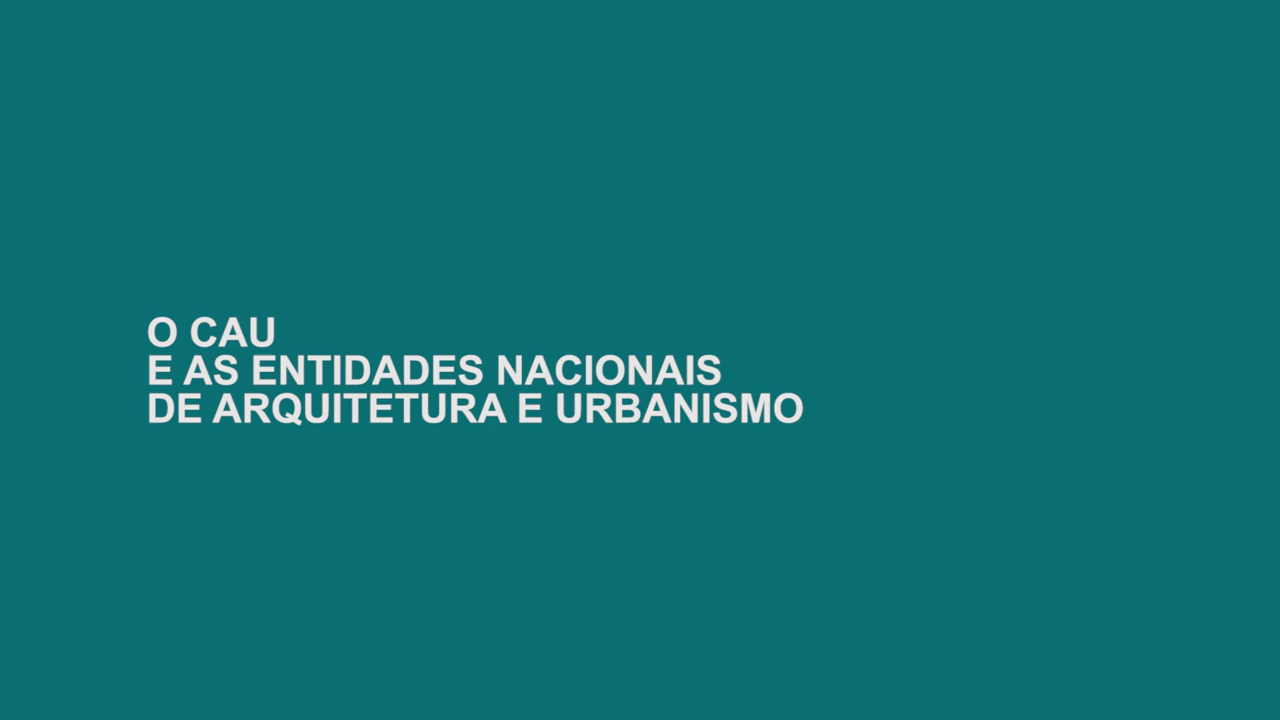 O CAU
E AS ENTIDADES NACIONAIS
DE ARQUITETURA E URBANISMO